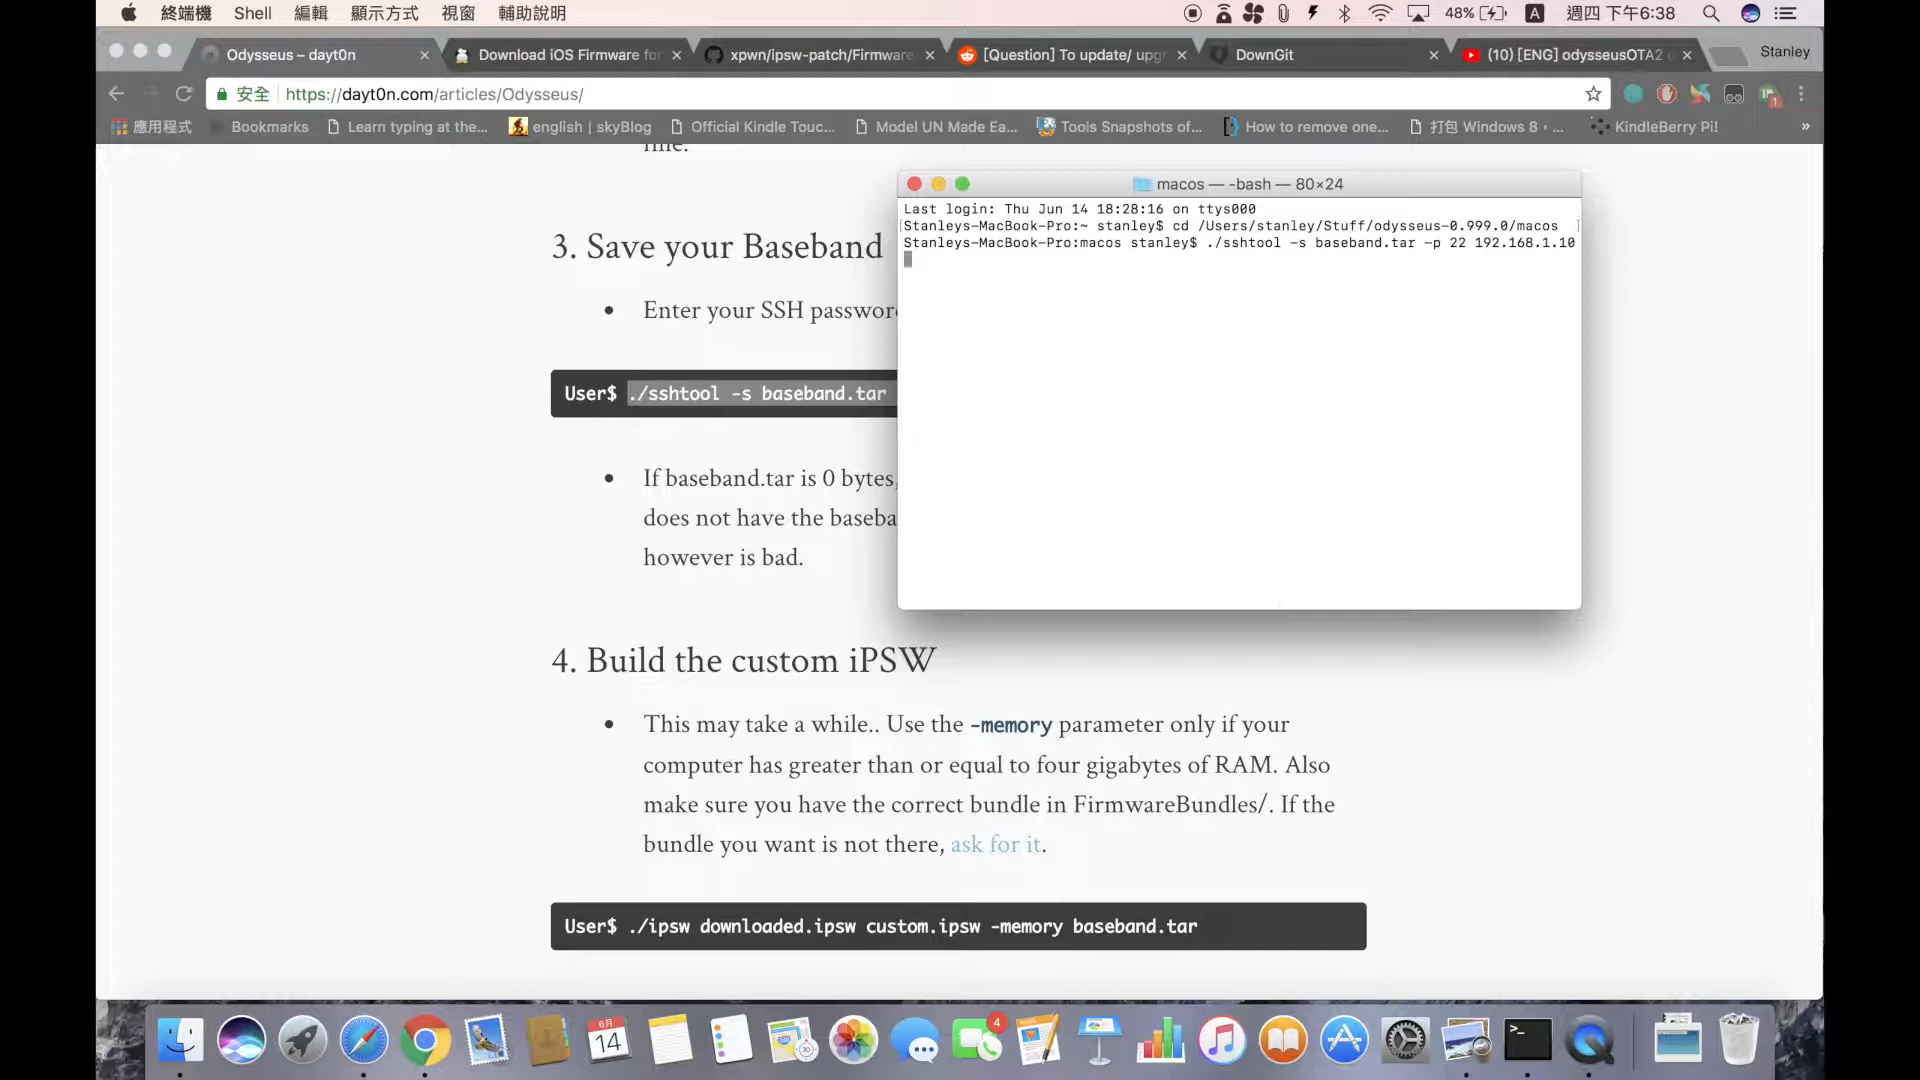 終端機 Shell 編輯 顯示方式 視窗 輔助說明 48% A 週四 下午6:38
Odysseus – dayt0n
Download iOS Firmware for
xpwn/ipsw-patch/Firmware
[Question] To update/ upgr
DownGit
(10) [ENG] odysseusOTA2
Stanley
安全 https://dayt0n.com/articles/Odysseus/
應用程式 Bookmarks Learn typing at the... english | skyBlog Official Kindle Touc... Model UN Made Ea... Tools Snapshots of... How to remove one... 打包 Windows 8 KindleBerry Pi! »
macos — -bash — 80×24
Last login: Thu Jun 14 18:28:16 on ttys000
Stanleys-MacBook-Pro:~ stanley$ cd /Users/stanley/Stuff/odysseus-0.999.0/macos
Stanleys-MacBook-Pro:macos stanley$ ./sshtool -s baseband.tar -p 22 192.168.1.10
3. Save your Baseband
Enter your SSH password
User$ ./sshtool -s baseband.tar
If baseband.tar is 0 bytes,
does not have the baseba
however is bad.
4. Build the custom iPSW
This may take a while.. Use the -memory parameter only if your
computer has greater than or equal to four gigabytes of RAM. Also
make sure you have the correct bundle in FirmwareBundles/. If the
bundle you want is not there, ask for it.
User$ ./ipsw downloaded.ipsw custom.ipsw -memory baseband.tar
6月
14
4